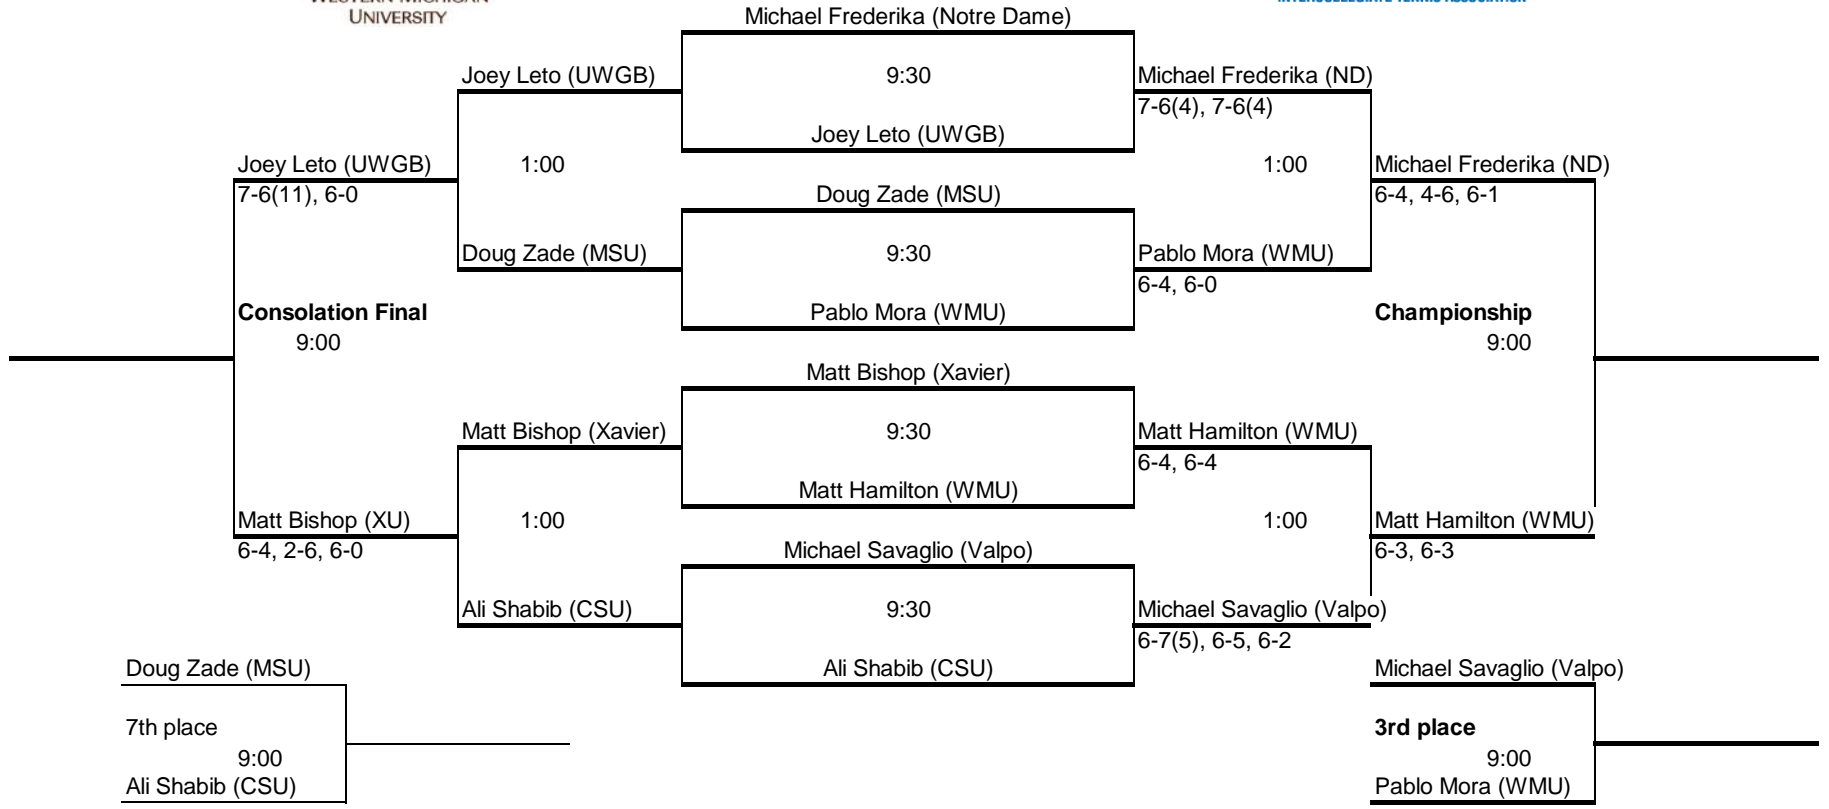 WESTERN MICHIGAN
UNIVERSITY
INTERCOLLEGIATE TENNIS ASSOCIATION
Michael Frederika (Notre Dame)
Joey Leto (UWGB)
9:30
Michael Frederika (ND)
7-6(4), 7-6(4)
Joey Leto (UWGB)
Joey Leto (UWGB)
1:00
1:00
Michael Frederika (ND)
7-6(11), 6-0
Doug Zade (MSU)
6-4, 4-6, 6-1
Doug Zade (MSU)
9:30
Pablo Mora (WMU)
6-4, 6-0
Consolation Final
Pablo Mora (WMU)
Championship
9:00
9:00
Matt Bishop (Xavier)
Matt Bishop (Xavier)
9:30
Matt Hamilton (WMU)
6-4, 6-4
Matt Hamilton (WMU)
Matt Bishop (XU)
1:00
1:00
Matt Hamilton (WMU)
6-4, 2-6, 6-0
Michael Savaglio (Valpo)
6-3, 6-3
Ali Shabib (CSU)
9:30
Michael Savaglio (Valpo)
6-7(5), 6-5, 6-2
Doug Zade (MSU)
Ali Shabib (CSU)
Michael Savaglio (Valpo)
7th place
3rd place
9:00
9:00
Ali Shabib (CSU)
Pablo Mora (WMU)